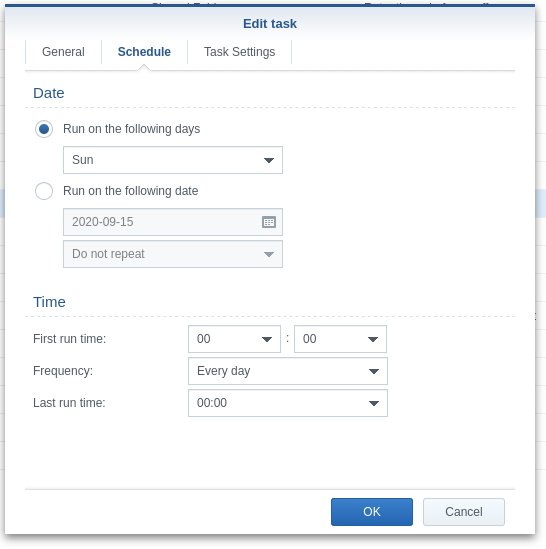 Edit task
General Schedule Task Settings
Date
Run on the following days
Sun
Run on the following date
2020-09-15
Do not repeat
Time
First run time: 00 : 00
Frequency: Every day
Last run time: 00:00
OK Cancel